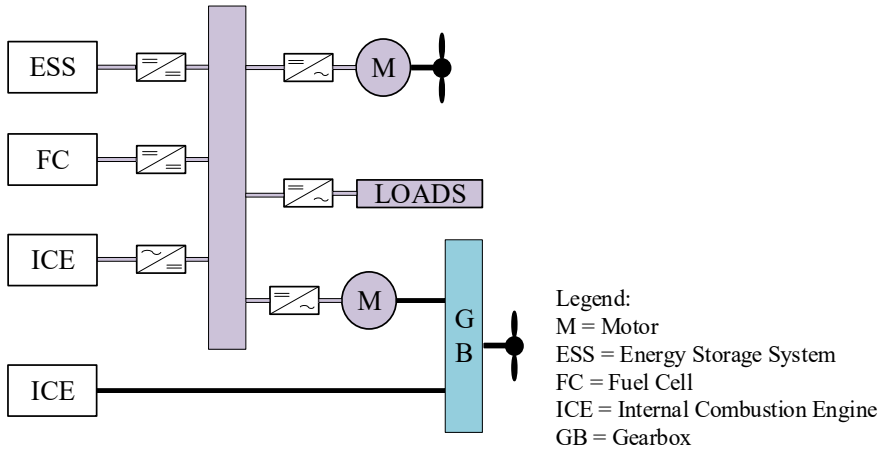 ESS
M
FC
LOADS
ICE
M
G
B
ICE
Legend:
M = Motor
ESS = Energy Storage System
FC = Fuel Cell
ICE = Internal Combustion Engine
GB = Gearbox